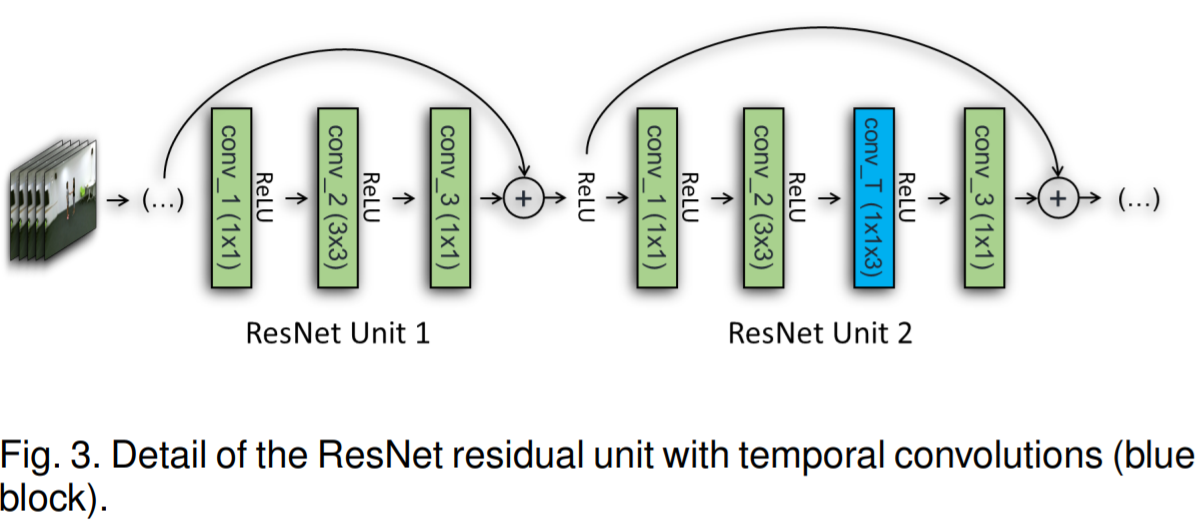 (...)
conv_1 (1x1)
ReLU
conv_2 (3x3)
ReLU
conv_3 (1x1)
+
ReLU
conv_1 (1x1)
ReLU
conv_2 (3x3)
ReLU
conv_T (1x1x3)
ReLU
conv_3 (1x1)
+
(...)
ResNet Unit 1
ResNet Unit 2
Fig. 3. Detail of the ResNet residual unit with temporal convolutions (blue
block).